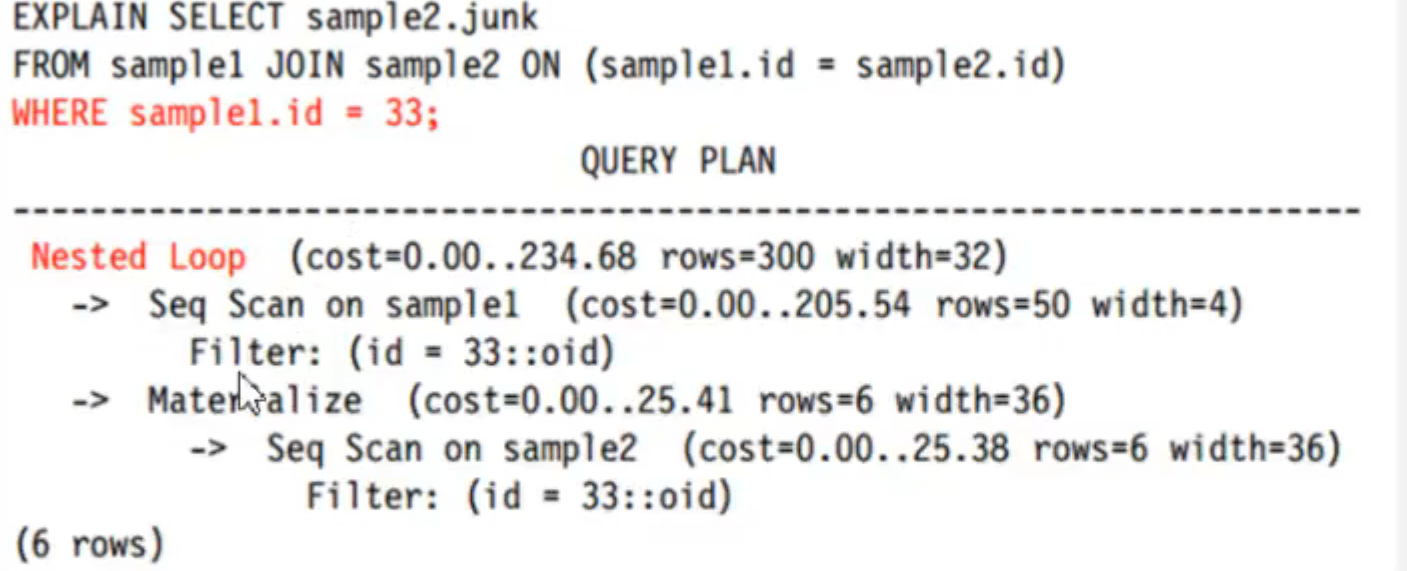 EXPLAIN SELECT sample2.junk
FROM sample1 JOIN sample2 ON (sample1.id = sample2.id)
WHERE sample1.id = 33;
QUERY PLAN
---------------------------------------------------------------------
Nested Loop (cost=0.00..234.68 rows=300 width=32)
-> Seq Scan on sample1 (cost=0.00..205.54 rows=50 width=4)
Filter: (id = 33::oid)
-> Materialize (cost=0.00..25.41 rows=6 width=36)
-> Seq Scan on sample2 (cost=0.00..25.38 rows=6 width=36)
Filter: (id = 33::oid)
(6 rows)